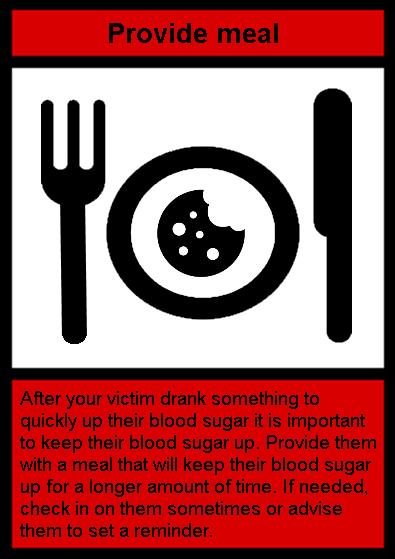 Provide meal
After your victim drank something to
quickly up their blood sugar it is important
to keep their blood sugar up. Provide them
with a meal that will keep their blood sugar
up for a longer amount of time. If needed,
check in on them sometimes or advise
them to set a reminder.